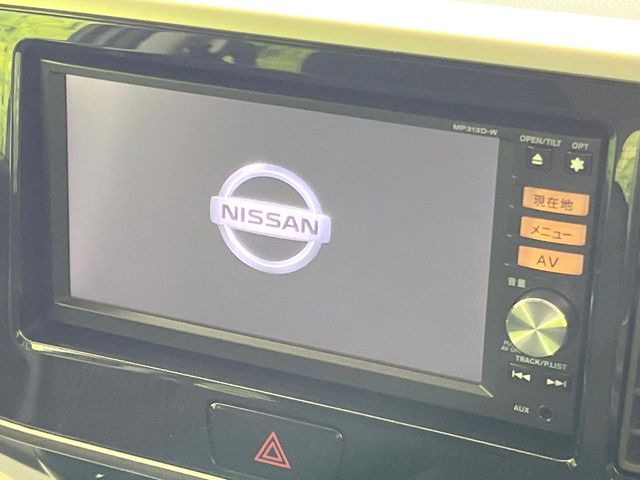 MP313D-W
OPEN/TILT OPT
NISSAN
現在地
メニュー
AV
音量
TRACK/P.LIST
AUX